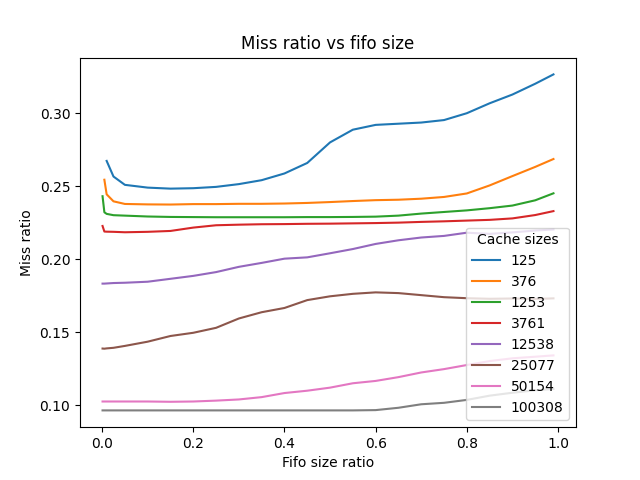 Miss ratio vs fifo size
Miss ratio
0.30
0.25
0.20
0.15
0.10
0.0 0.2 0.4 0.6 0.8 1.0
Fifo size ratio
Cache sizes
125
376
1253
3761
12538
25077
50154
100308